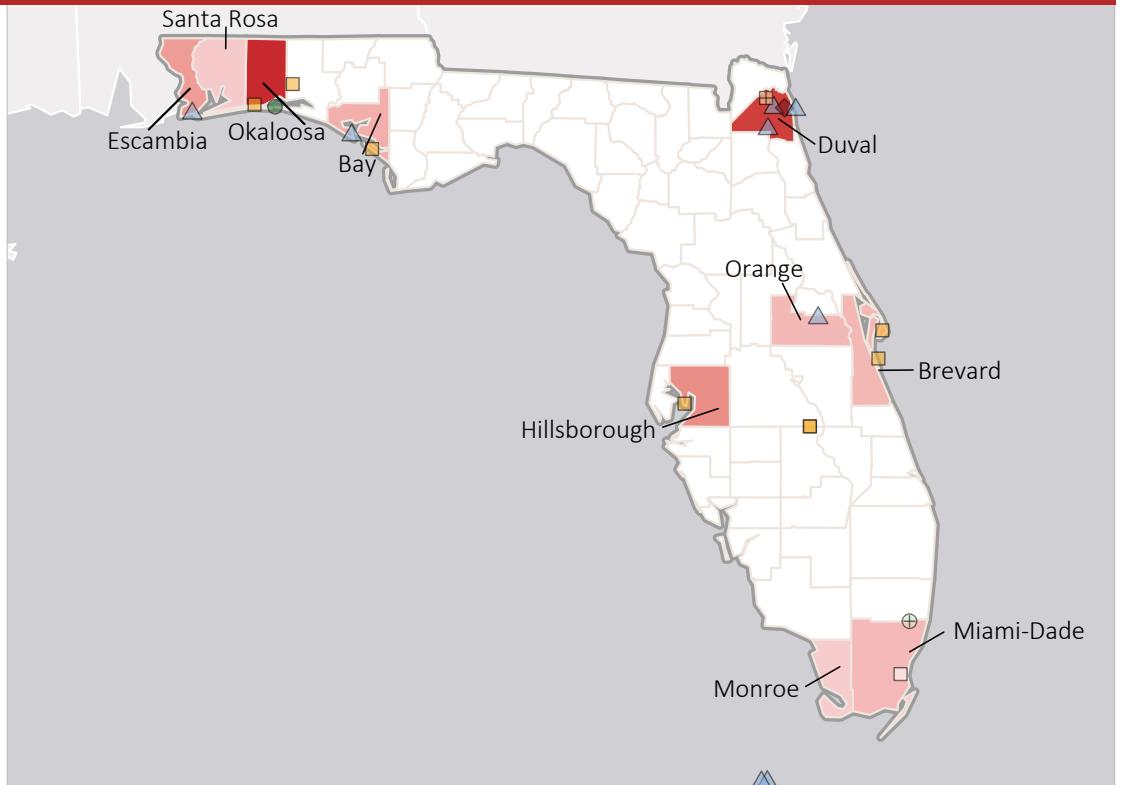 Santa Rosa
Escambia
Okaloosa
Bay
Duval
Orange
Brevard
Hillsborough
Miami-Dade
Monroe